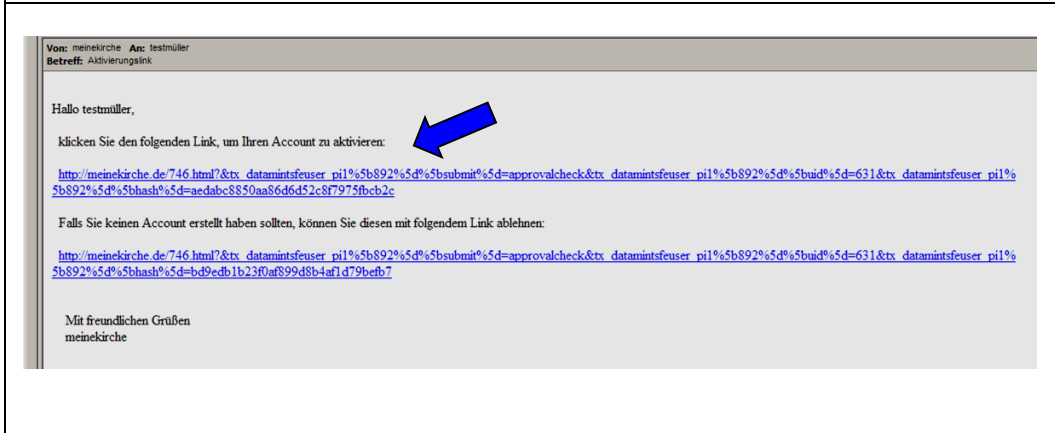 Von: meinekirche An: testmüller
Betreff: Aktivierungslink
Hallo testmüller,
klicken Sie den folgenden Link, um Ihren Account zu aktivieren:
http://meinekirche.de/746.html?&tx_datamintsfeuser_pi1%5b892%5d%5bsubmit%5d=approvalcheck&tx_datamintsfeuser_pi1%5b892%5d%5buid%5d=631&tx_datamintsfeuser_pi1%
5b892%5d%5bhash%5d=aedabc8850aa86d6d52c8f7975fbcb2c
Falls Sie keinen Account erstellt haben sollten, können Sie diesen mit folgendem Link ablehnen:
http://meinekirche.de/746.html?&tx_datamintsfeuser_pi1%5b892%5d%5bsubmit%5d=approvalcheck&tx_datamintsfeuser_pi1%5b892%5d%5buid%5d=631&tx_datamintsfeuser_pi1%
5b892%5d%5bhash%5d=bd9edb1b23f0af899d8b4af1d79befb7
Mit freundlichen Grüßen
meinekirche